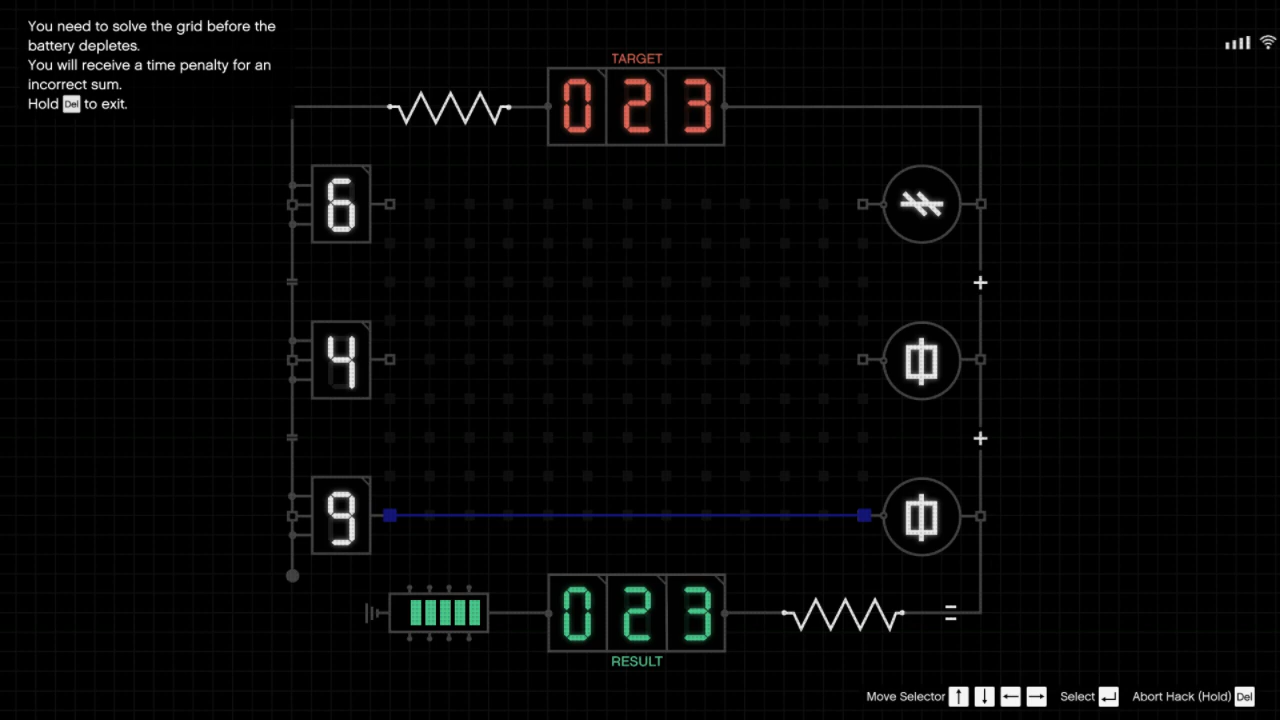 You need to solve the grid before the
battery depletes.
You will receive a time penalty for an
incorrect sum.
Hold Del to exit.
TARGET
023
6
+
4
+
9
023
=
RESULT
Move Selector ↑ ↓ ← → Select ↵ Abort Hack (Hold) Del